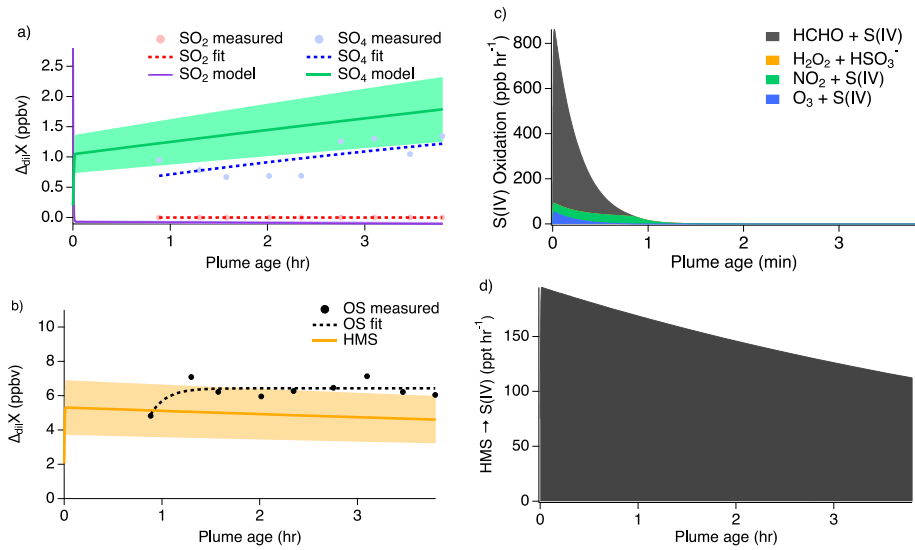 a)
SO2 measured
SO4 measured
SO2 fit
SO4 fit
SO2 model
SO4 model
ΔdilX (ppbv)
2.5
2.0
1.5
1.0
0.5
0.0
0 1 2 3
Plume age (hr)
b)
OS measured
OS fit
HMS
ΔdilX (ppbv)
10
8
6
4
2
0
0 1 2 3
Plume age (hr)
c)
HCHO + S(IV)
H2O2 + HSO3-
NO2 + S(IV)
O3 + S(IV)
S(IV) Oxidation (ppb hr-1)
800
600
400
200
0
0 1 2 3
Plume age (min)
d)
HMS → S(IV) (ppt hr-1)
150
100
50
0
0 1 2 3
Plume age (hr)